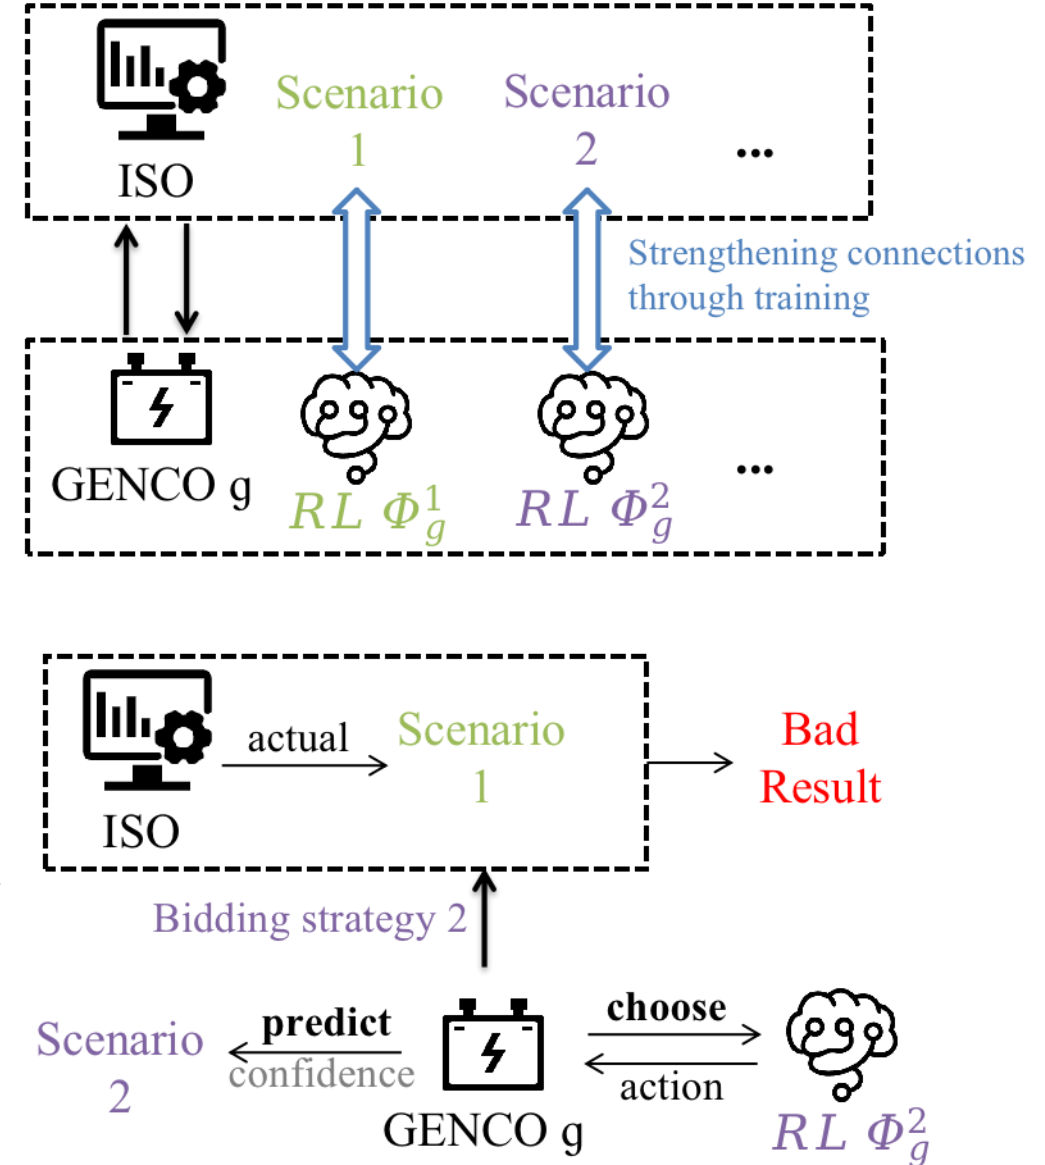 Scenario
1
Scenario
2
...
ISO
Strengthening connections
through training
GENCO g
RL Φ_g^1
RL Φ_g^2
...
ISO
actual
Scenario
1
Bad
Result
Bidding strategy 2
Scenario
2
predict
confidence
GENCO g
choose
action
RL Φ_g^2